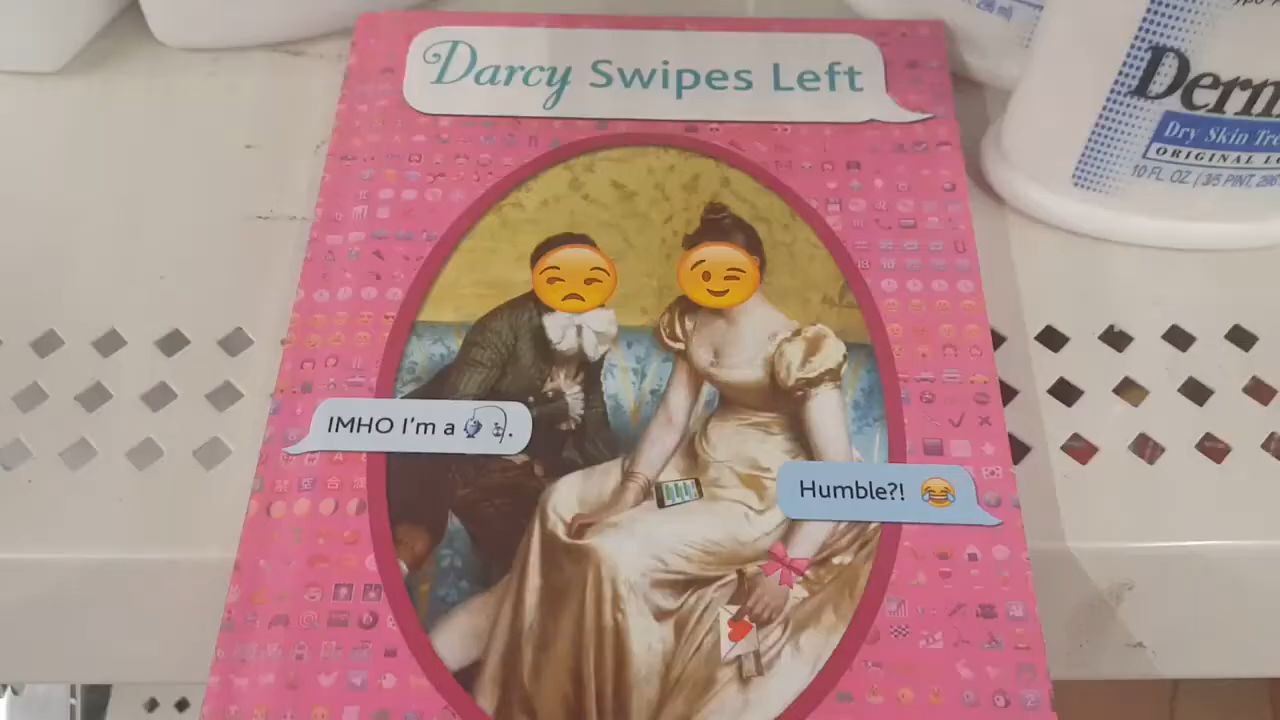 Darcy Swipes Left
IMHO I'm a 🎣.
Humble?! 😂
Derm
Dry Skin Tre
ORIGINAL
10 FL OZ